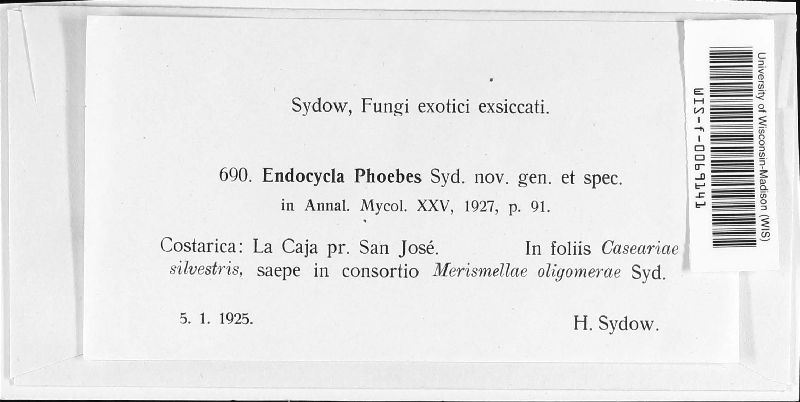 Sydow, Fungi exotici exsiccati.
690. Endocycla Phoebes Syd. nov. gen. et spec.
in Annal. Mycol. XXV, 1927, p. 91.
Costarica: La Caja pr. San José. In foliis Caseariae
silvestris, saepe in consortio Merismellae oligomerae Syd.
5. 1. 1925. H. Sydow.
University of Wisconsin-Madison (WIS)
WIS-f-0069141